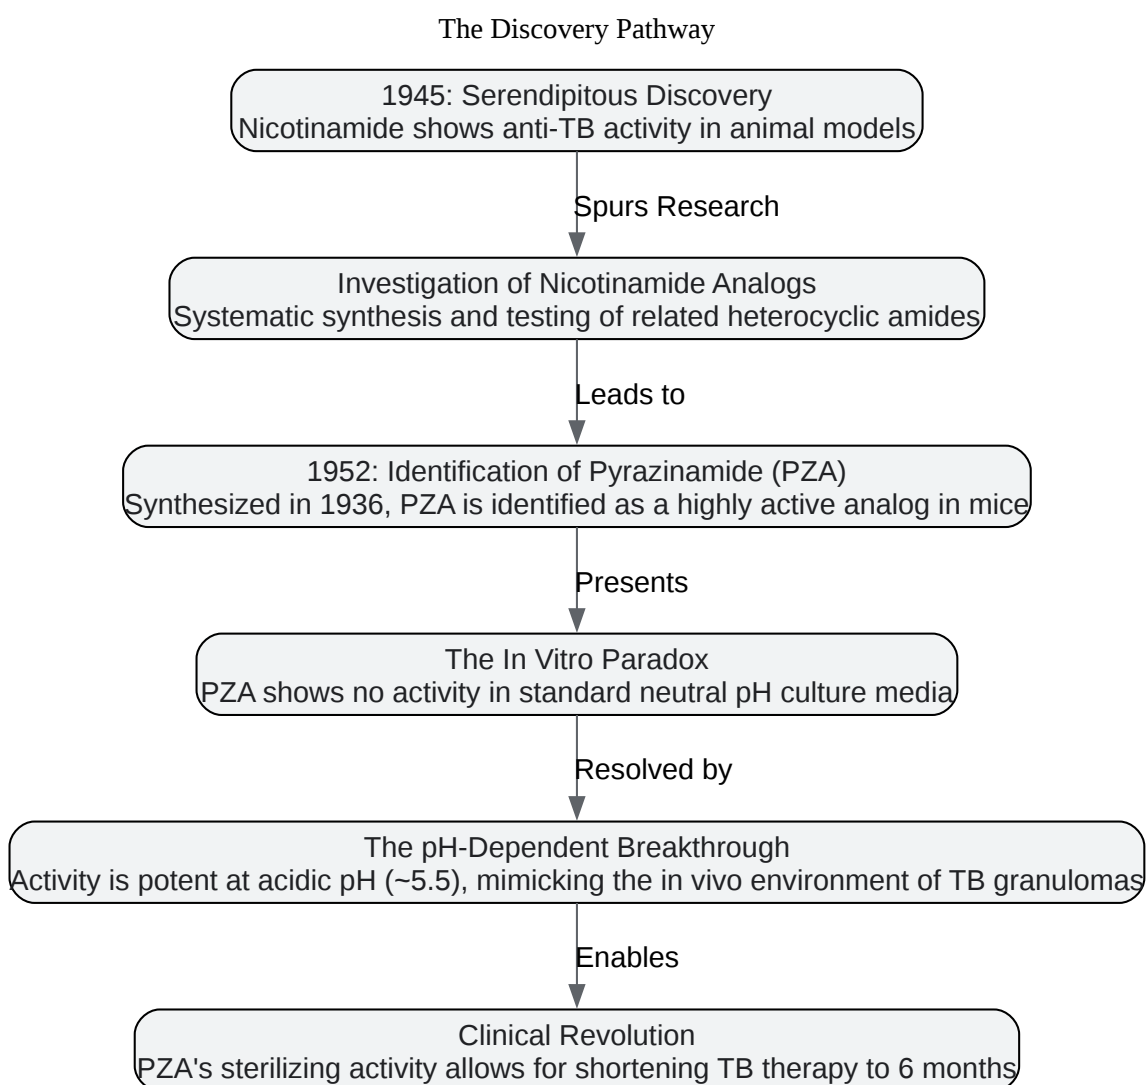 The Discovery Pathway
1945: Serendipitous Discovery
Nicotinamide shows anti-TB activity in animal models
Spurs Research
Investigation of Nicotinamide Analogs
Systematic synthesis and testing of related heterocyclic amides
Leads to
1952: Identification of Pyrazinamide (PZA)
Synthesized in 1936, PZA is identified as a highly active analog in mice
Presents
The In Vitro Paradox
PZA shows no activity in standard neutral pH culture media
Resolved by
The pH-Dependent Breakthrough
Activity is potent at acidic pH (~5.5), mimicking the in vivo environment of TB granulomas
Enables
Clinical Revolution
PZA's sterilizing activity allows for shortening TB therapy to 6 months